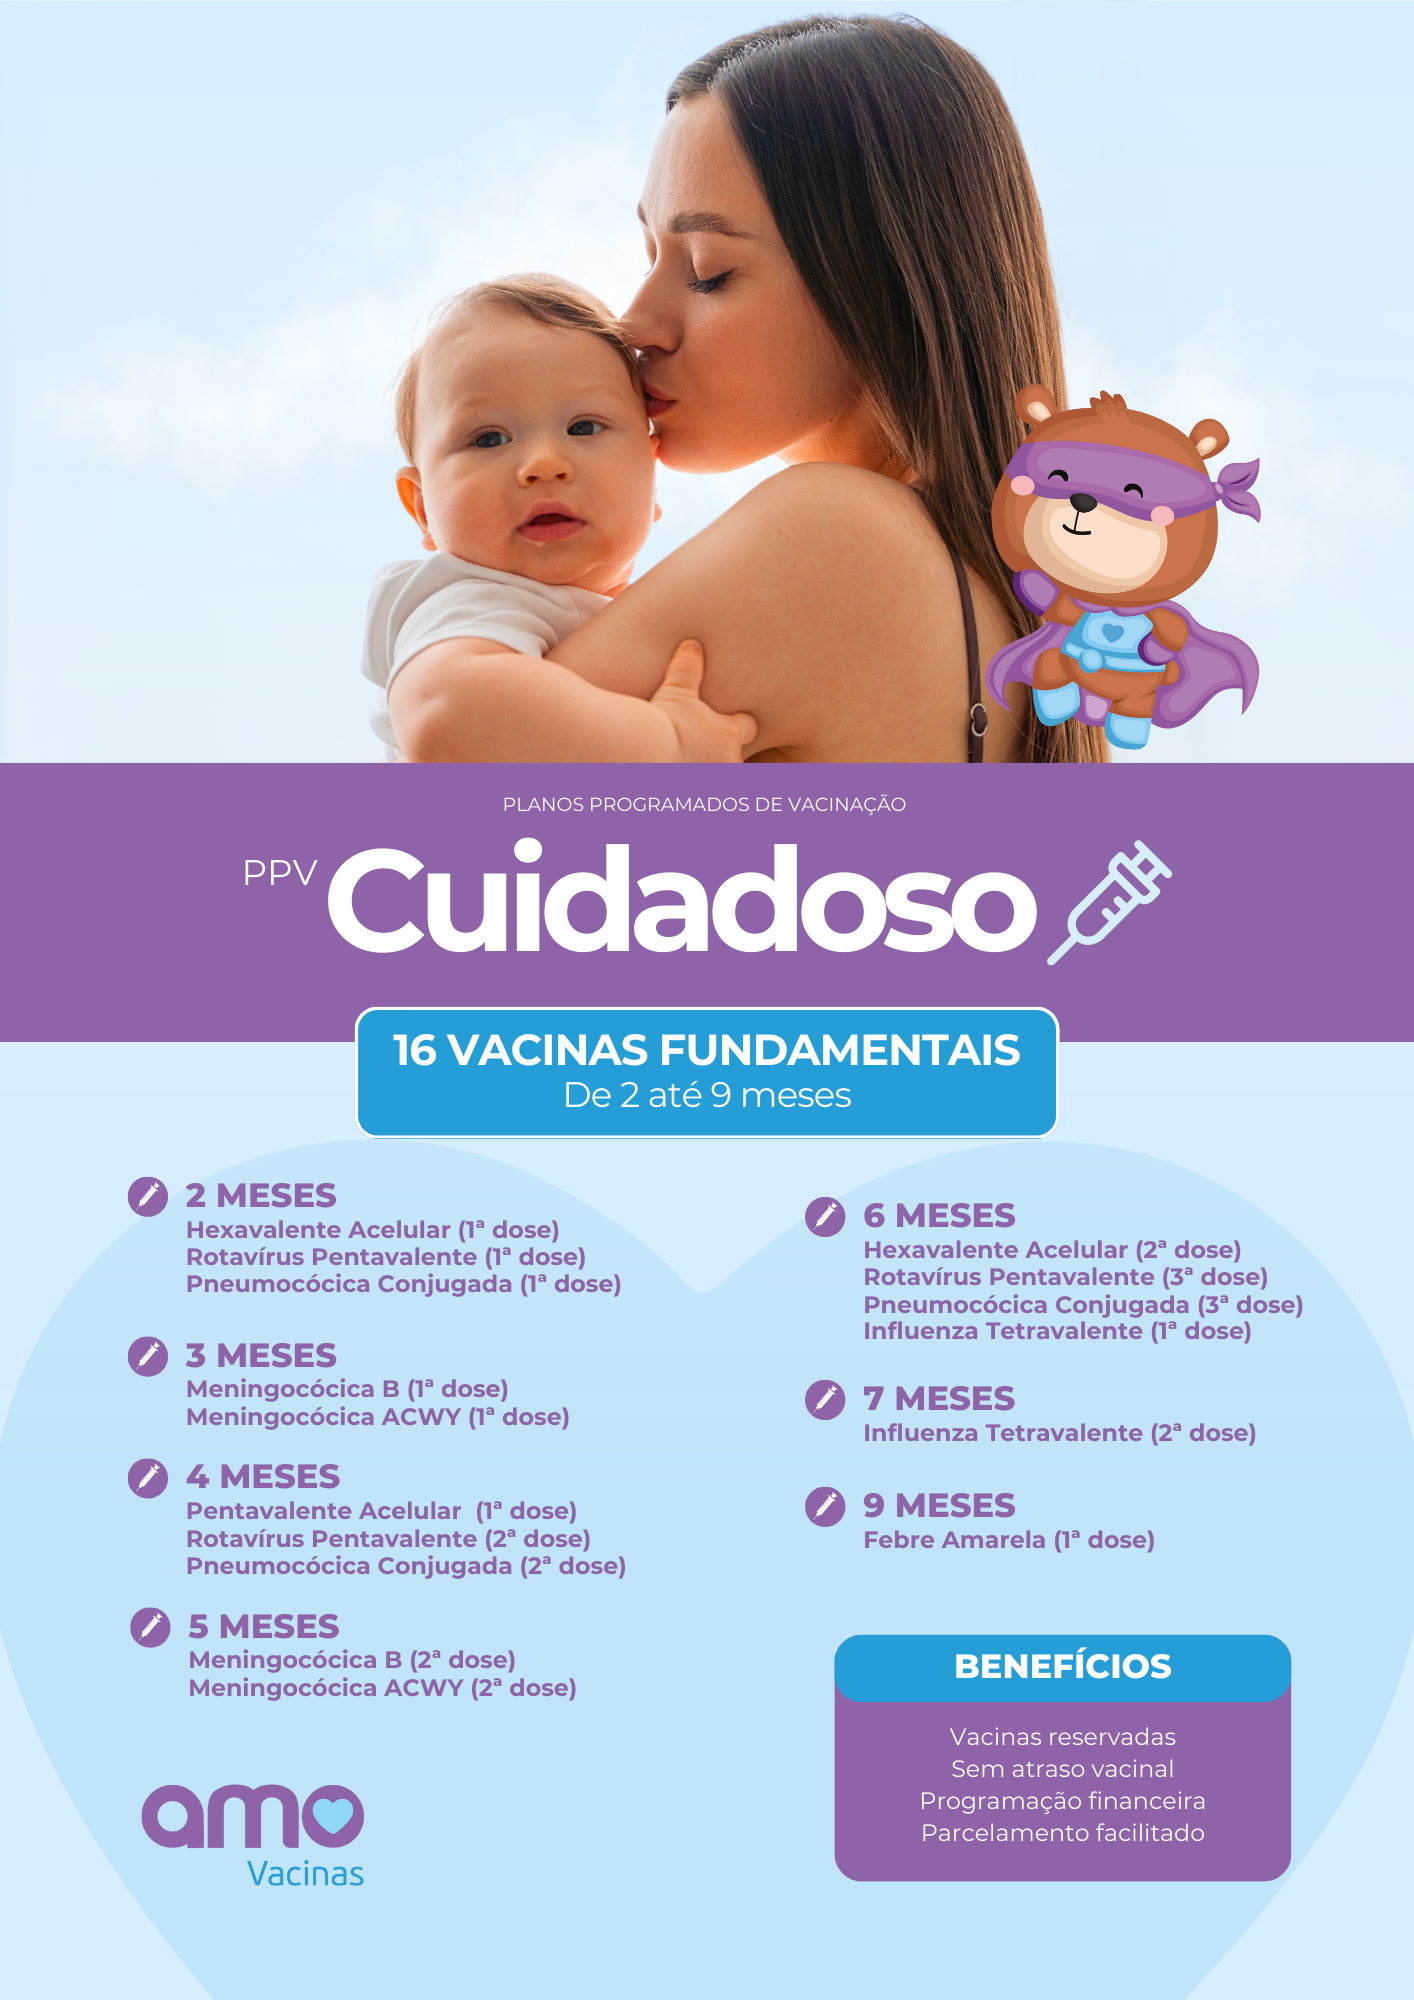 PLANOS PROGRAMADOS DE VACINAÇÃO
PPV Cuidadoso
16 VACINAS FUNDAMENTAIS
De 2 até 9 meses
2 MESES
Hexavalente Acelular (1ª dose)
Rotavírus Pentavalente (1ª dose)
Pneumocócica Conjugada (1ª dose)
3 MESES
Meningocócica B (1ª dose)
Meningocócica ACWY (1ª dose)
4 MESES
Pentavalente Acelular (1ª dose)
Rotavírus Pentavalente (2ª dose)
Pneumocócica Conjugada (2ª dose)
5 MESES
Meningocócica B (2ª dose)
Meningocócica ACWY (2ª dose)
6 MESES
Hexavalente Acelular (2ª dose)
Rotavírus Pentavalente (3ª dose)
Pneumocócica Conjugada (3ª dose)
Influenza Tetravalente (1ª dose)
7 MESES
Influenza Tetravalente (2ª dose)
9 MESES
Febre Amarela (1ª dose)
BENEFÍCIOS
Vacinas reservadas
Sem atraso vacinal
Programação financeira
Parcelamento facilitado
amo
Vacinas